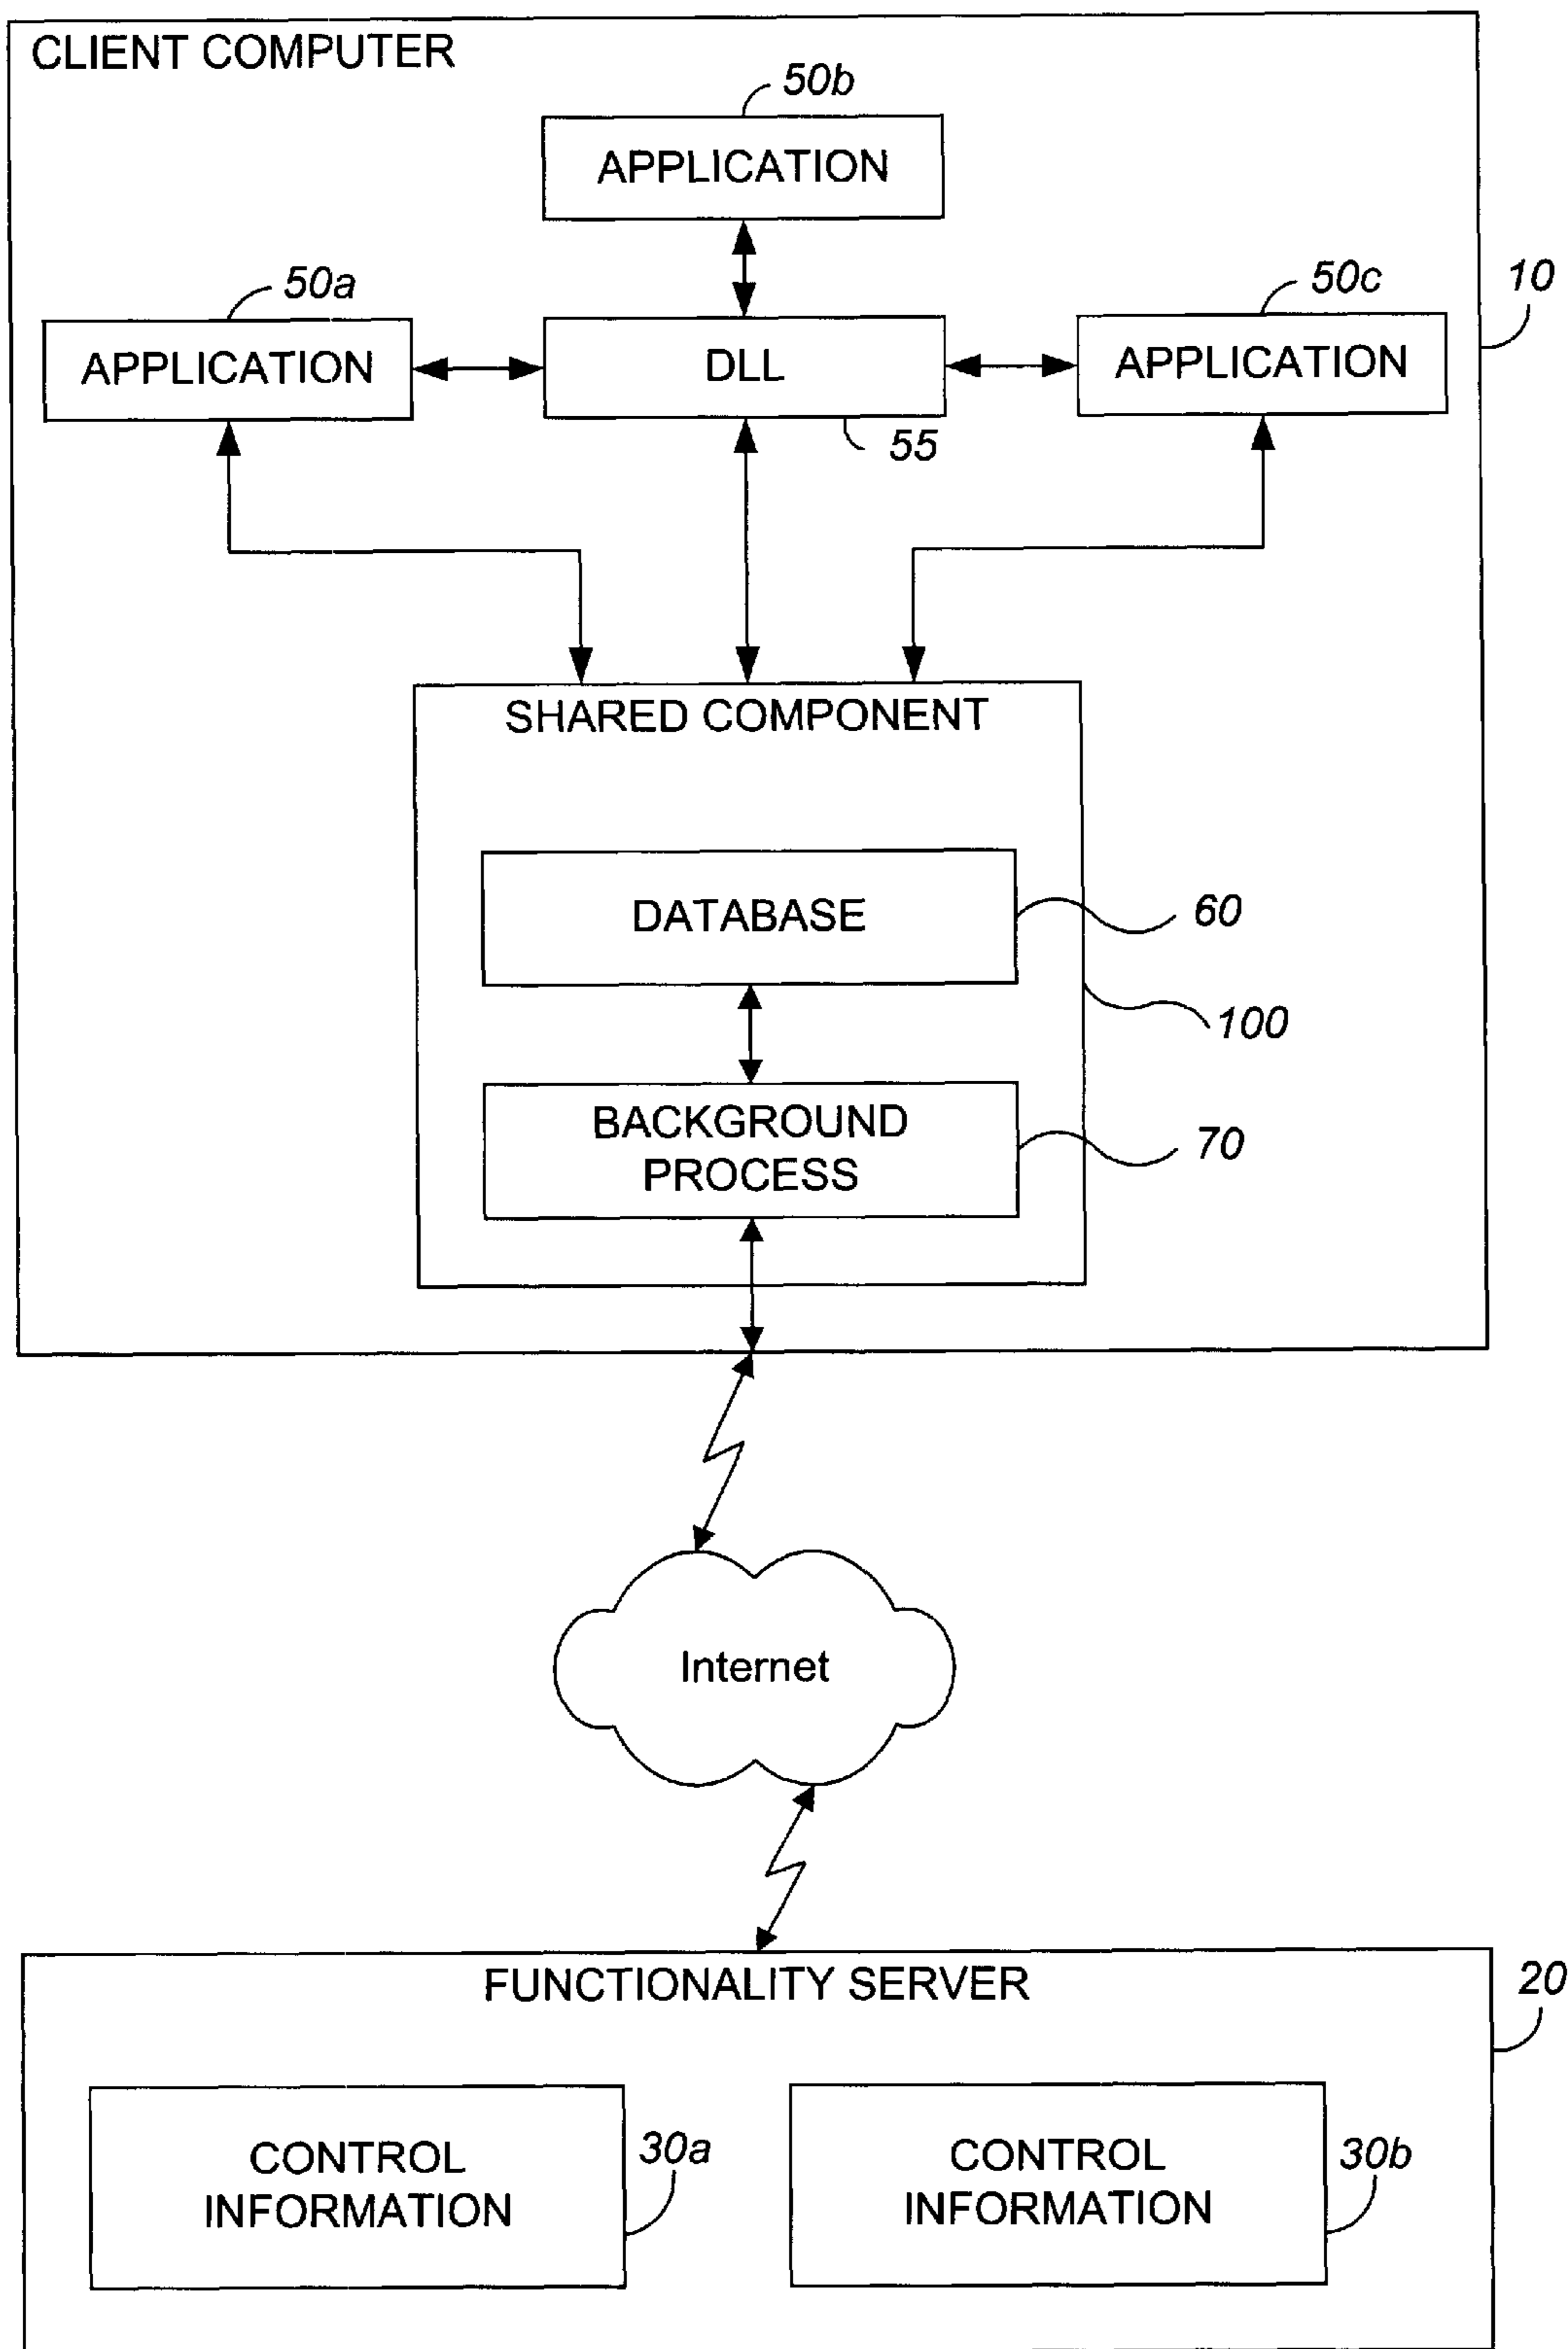 CLIENT COMPUTER
50b
APPLICATION
50a
50c
10
APPLICATION
DLL
APPLICATION
55
SHARED COMPONENT
DATABASE
60
100
BACKGROUND
PROCESS
70
Internet
FUNCTIONALITY SERVER
20
CONTROL
INFORMATION
30a
CONTROL
INFORMATION
30b